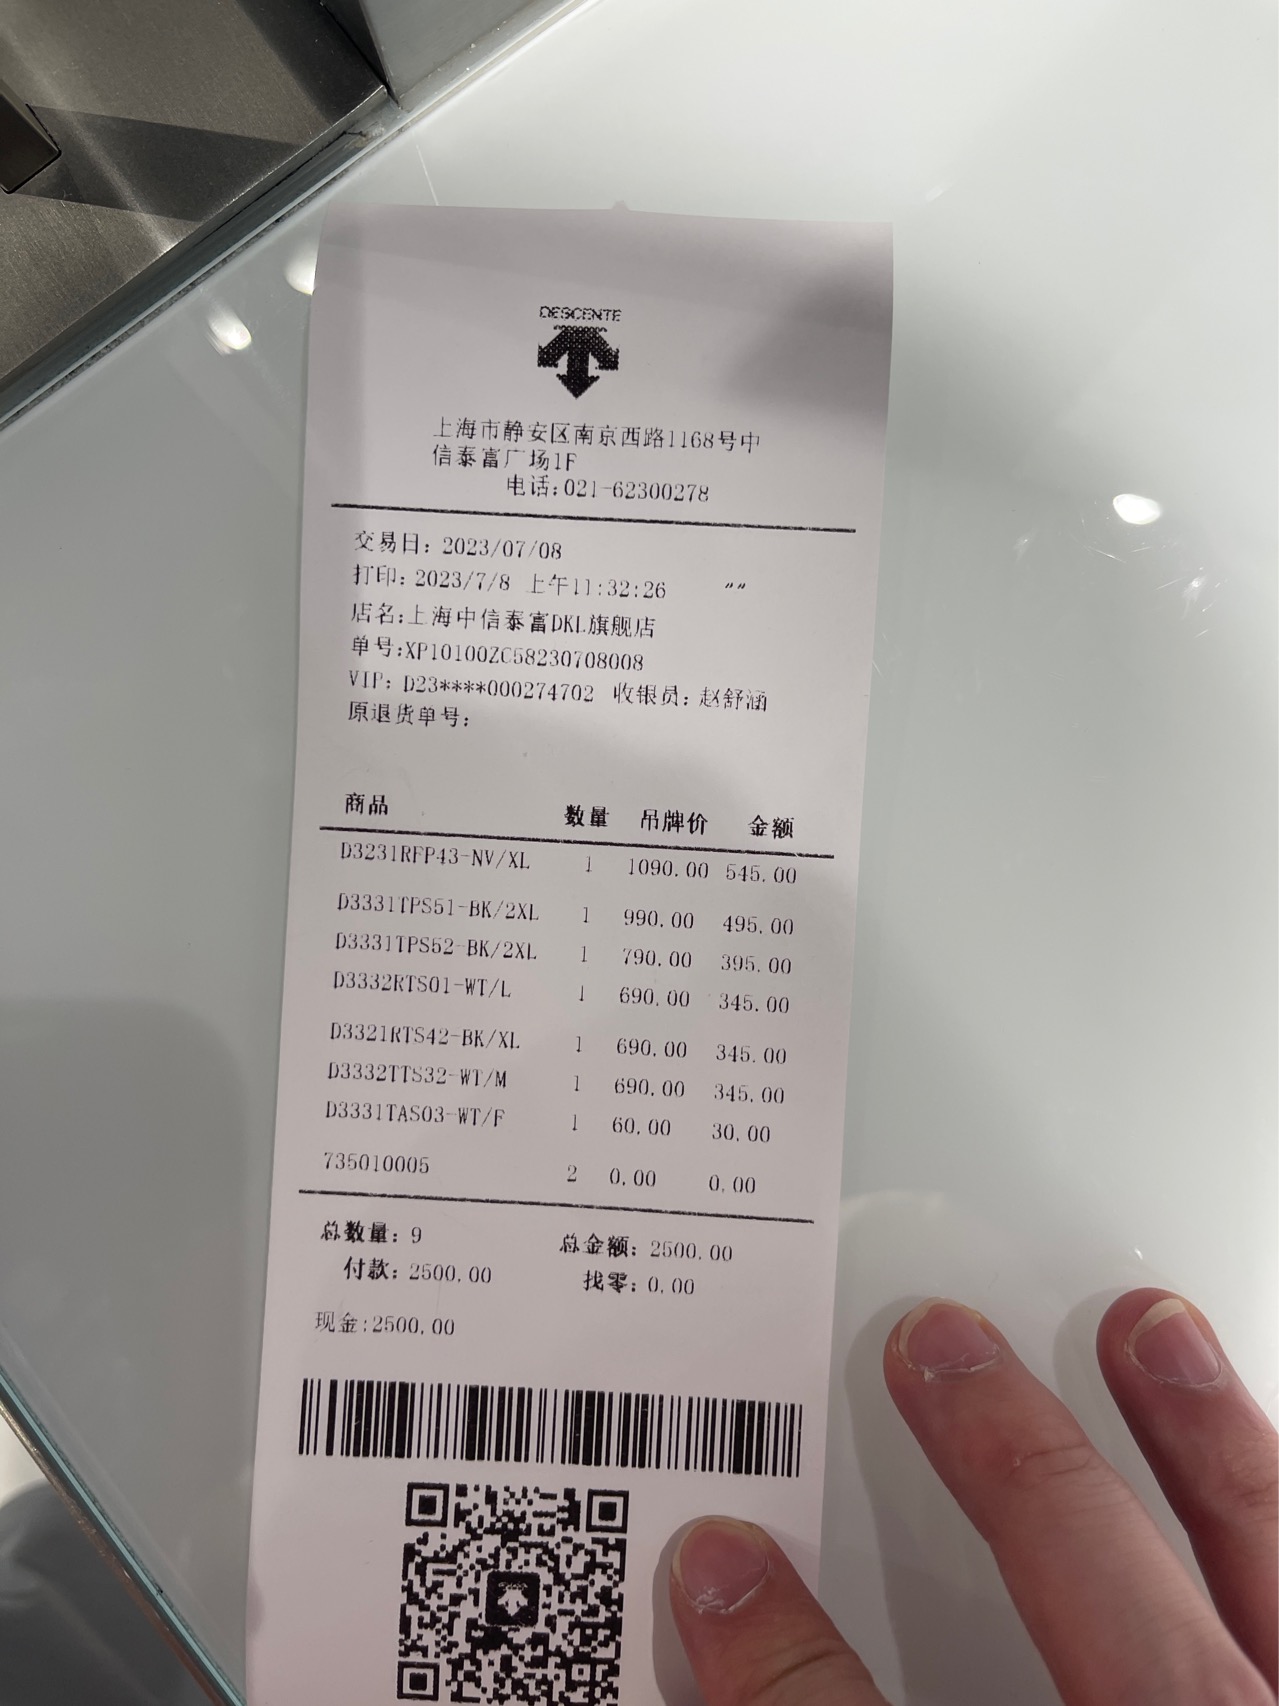 DESCENTE
上海市静安区南京西路1168号中
信泰富广场1F
电话:021-62300278
交易日: 2023/07/08
打印: 2023/7/8 上午11:32:26 ""
店名:上海中信泰富DKL旗舰店
单号:XP10100ZC58230708008
VIP: D23****000274702 收银员: 赵舒涵
原退货单号:
商品 数量 吊牌价 金额
D3231RFP43-NV/XL 1 1090.00 545.00
D3331TPS51-BK/2XL 1 990.00 495.00
D3331TPS52-BK/2XL 1 790.00 395.00
D3332RTS01-WT/L 1 690.00 345.00
D3321RTS42-BK/XL 1 690.00 345.00
D3332TTS32-WT/M 1 690.00 345.00
D3331TAS03-WT/F 1 60.00 30.00
735010005 2 0.00 0.00
总数量: 9 总金额: 2500.00
付款: 2500.00 找零: 0.00
现金:2500.00